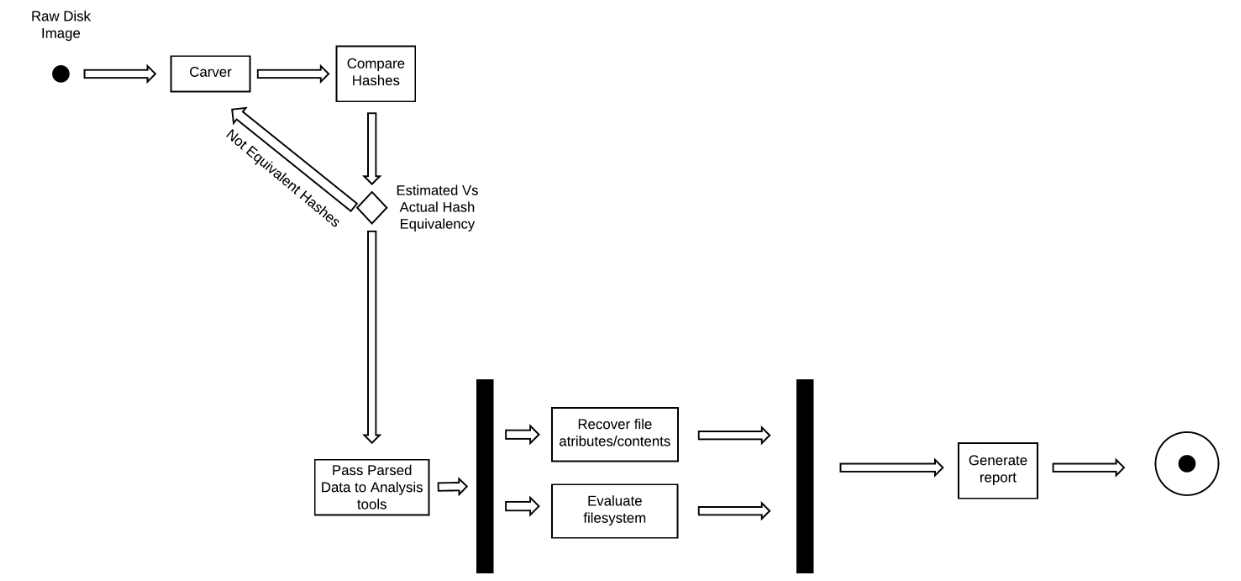 Raw Disk
Image
Carver
Compare
Hashes
Not Equivalent Hashes
Estimated Vs
Actual Hash
Equivalency
Pass Parsed
Data to Analysis
tools
Recover file
atributes/contents
Evaluate
filesystem
Generate
report